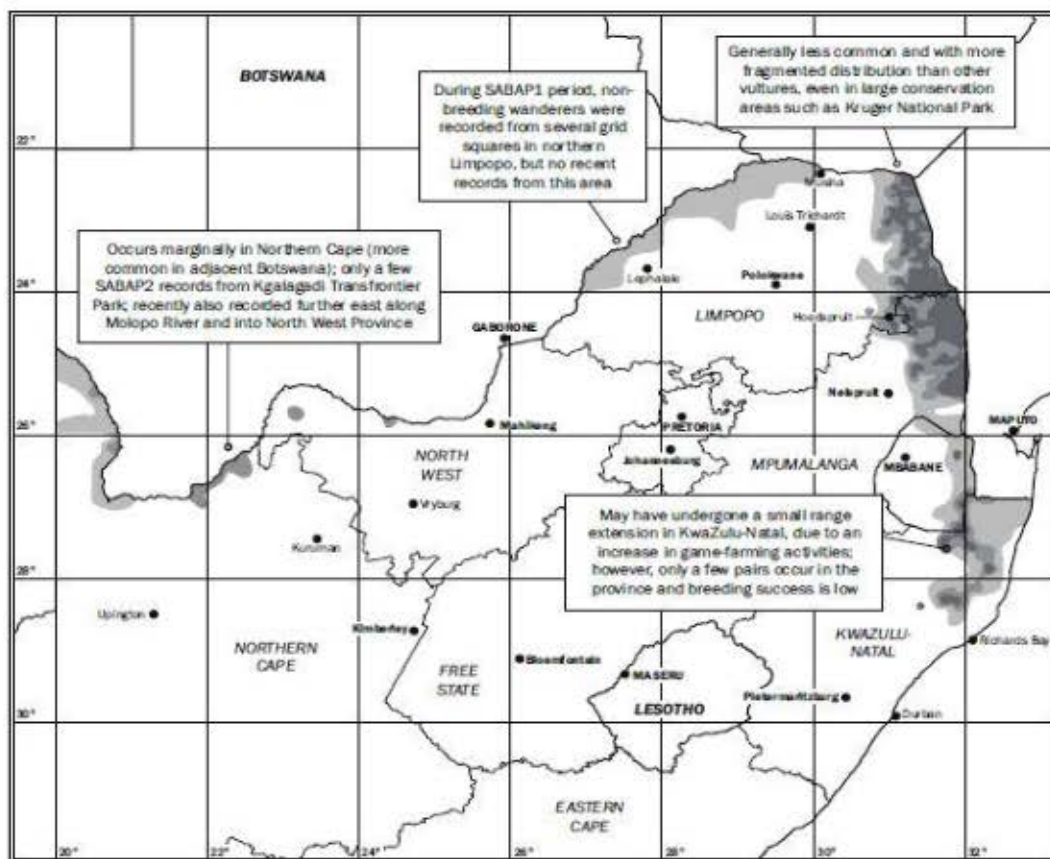 BOTSWANA
During SABAP1 period, non-
breeding wanderers were
recorded from several grid
squares in northern
Limpopo, but no recent
records from this area
Generally less common and with more
fragmented distribution than other
vultures, even in large conservation
areas such as Kruger National Park
22°
Musina
Louis Trichardt
Occurs marginally in Northern Cape (more
common in adjacent Botswana); only a few
SABAP2 records from Kgalagadi Transfrontier
Park; recently also recorded further east along
Molopo River and into North West Province
Lephalale
Polokwane
24°
LIMPOPO
Hoedspruit
GABORONE
Nelspruit
Mahikeng
PRETORIA
MAPUTO
26°
NORTH
WEST
Johannesburg
MPUMALANGA
MBABANE
Vryburg
May have undergone a small range
extension in KwaZulu-Natal, due to an
increase in game-farming activities;
however, only a few pairs occur in the
province and breeding success is low
Kuruman
28°
Upington
Kimberley
NORTHERN
CAPE
FREE
STATE
Bloemfontein
MASERU
LESOTHO
KWAZULU-
NATAL
Richards Bay
Pietermaritzburg
Durban
30°
EASTERN
CAPE
20°
22°
24°
26°
28°
30°
32°